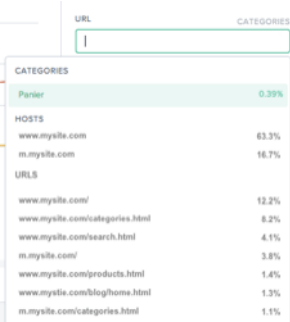 URL CATEGORIES
CATEGORIES
Panier 0.39%
HOSTS
www.mysite.com 63.3%
m.mysite.com 16.7%
URLS
www.mysite.com/ 12.2%
www.mysite.com/categories.html 8.2%
www.mysite.com/search.html 4.1%
m.mysite.com/ 3.8%
www.mysite.com/products.html 1.4%
www.mystie.com/blog/home.html 1.3%
m.mysite.com/categories.html 1.1%